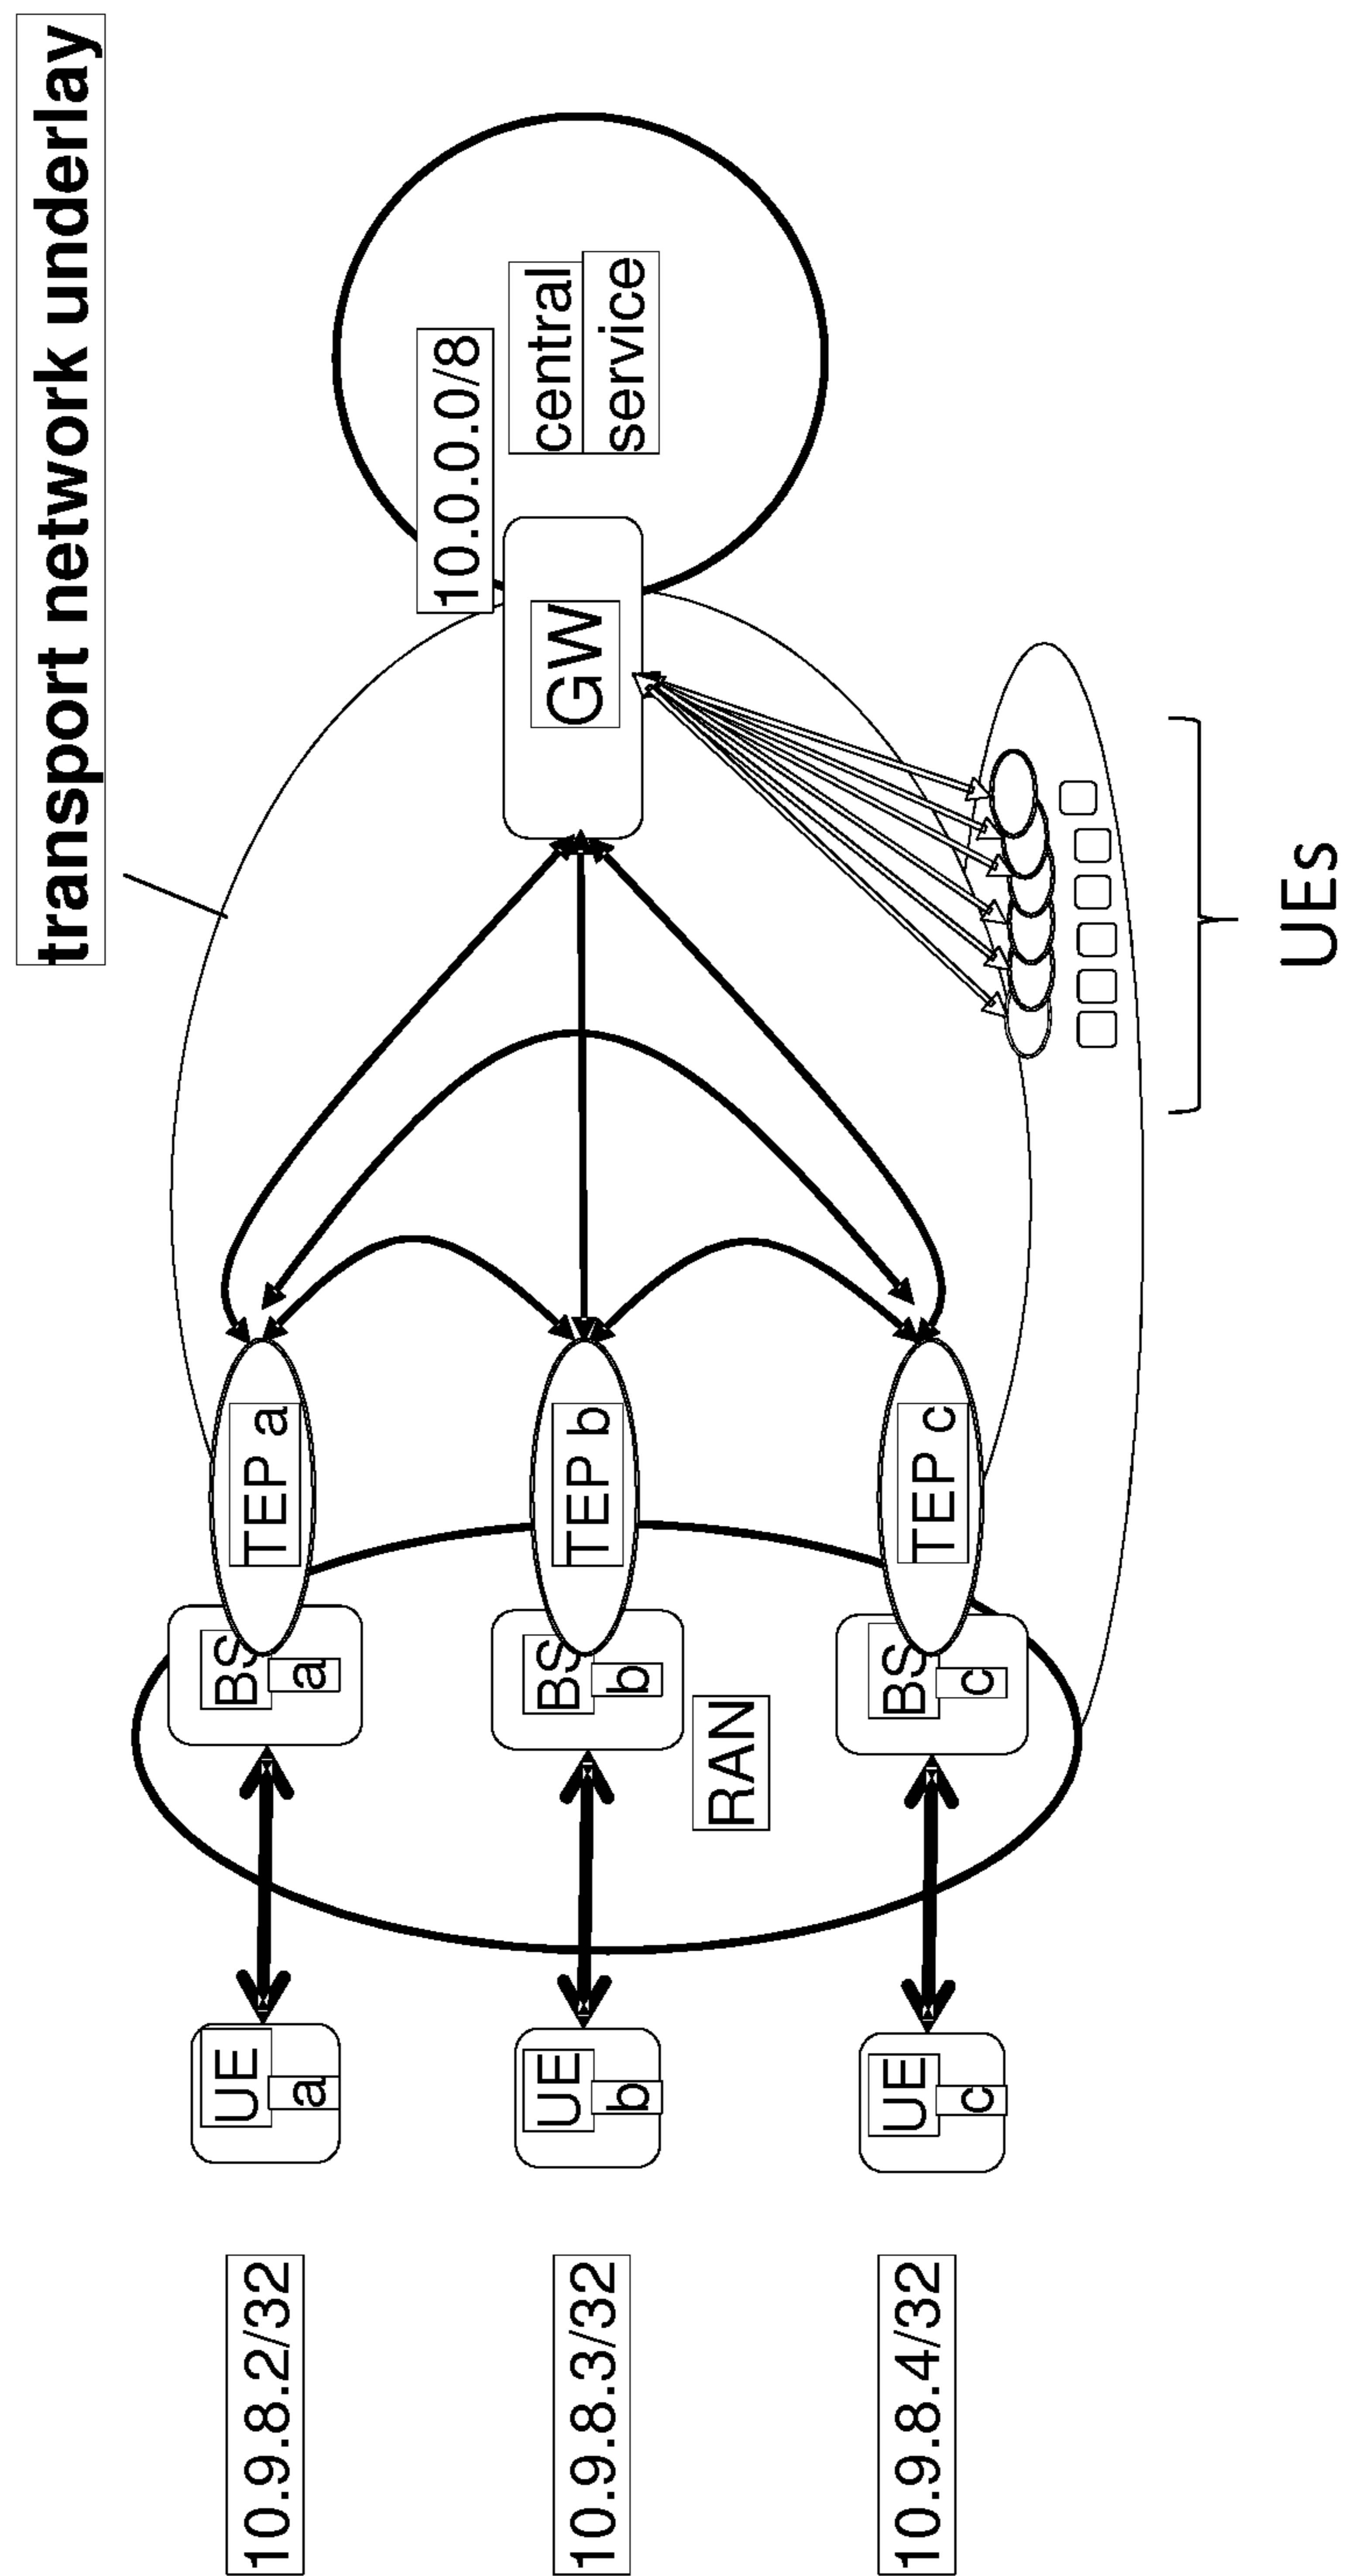 transport network underlay
10.0.0.0/8
central
service
GW
UEs
TEP a
TEP b
TEP c
BS
a
BS
b
BS
c
RAN
UE
a
UE
b
UE
c
10.9.8.2/32
10.9.8.3/32
10.9.8.4/32